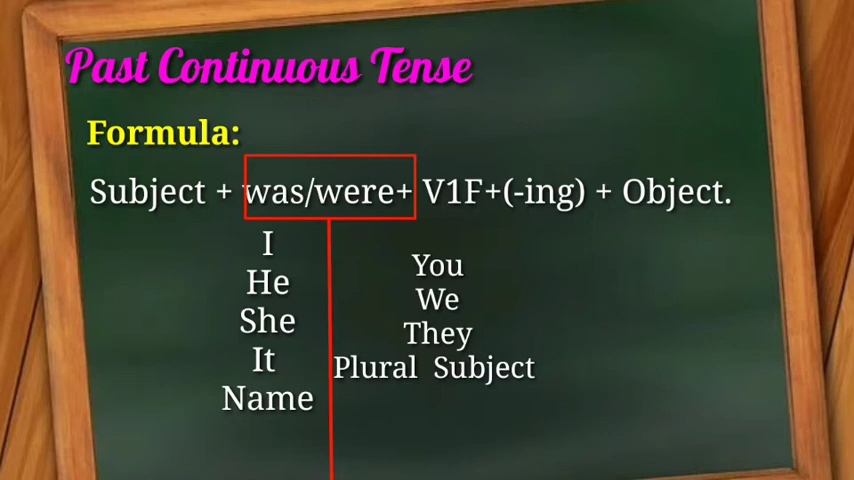 Past Continuous Tense
Formula:
Subject + was/were+ V1F+(-ing) + Object.
I
He
She
It
Name
You
We
They
Plural Subject